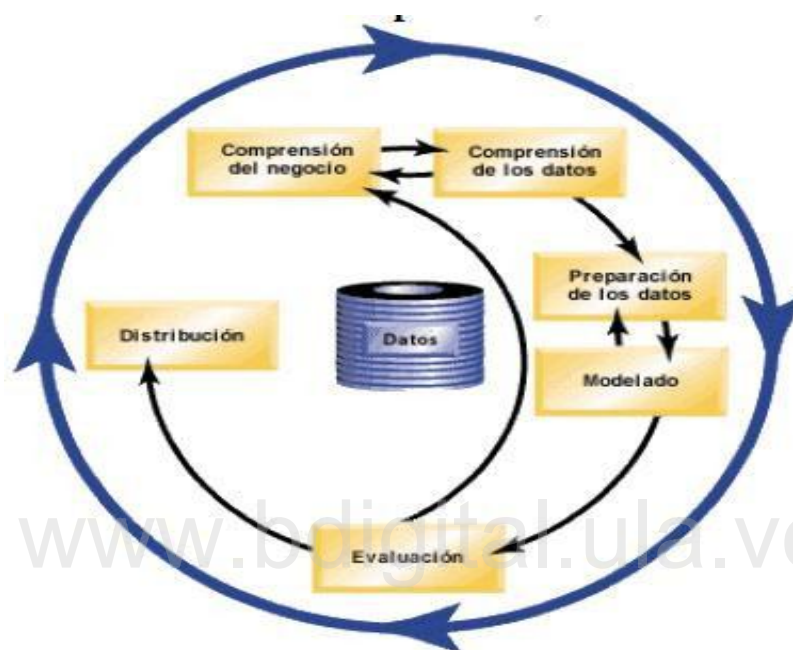 Comprensión
del negocio
Comprensión
de los datos
Preparación
de los datos
Distribución
Datos
Modelado
Evaluación
www.bdigital.ula.ve